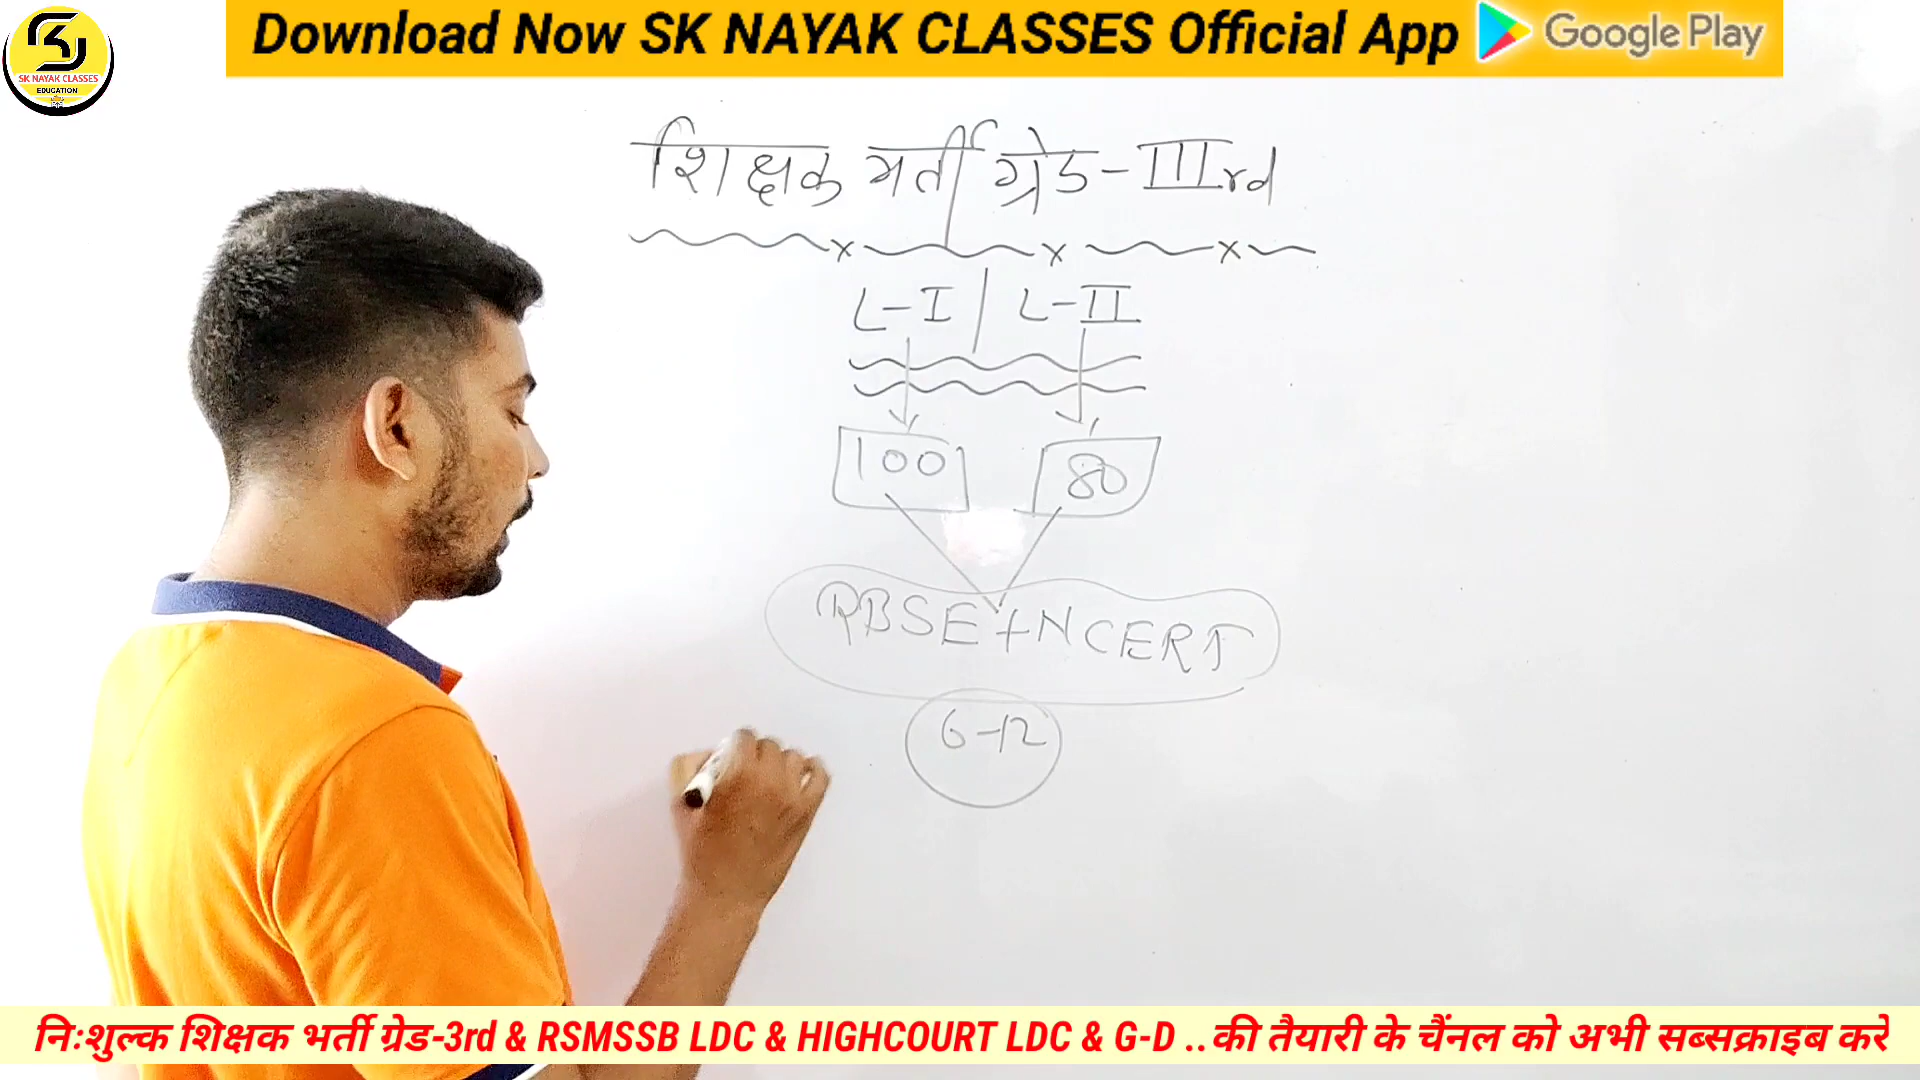 Download Now SK NAYAK CLASSES Official App Google Play
SK NAYAK CLASSES
EDUCATION
शिक्षक भर्ती ग्रेड-IIIrd
L-I | L-II
100 80
RBSE+NCERT
6-12
निःशुल्क शिक्षक भर्ती ग्रेड-3rd & RSMSSB LDC & HIGHCOURT LDC & G-D ..की तैयारी के चैंनल को अभी सब्सक्राइब करे